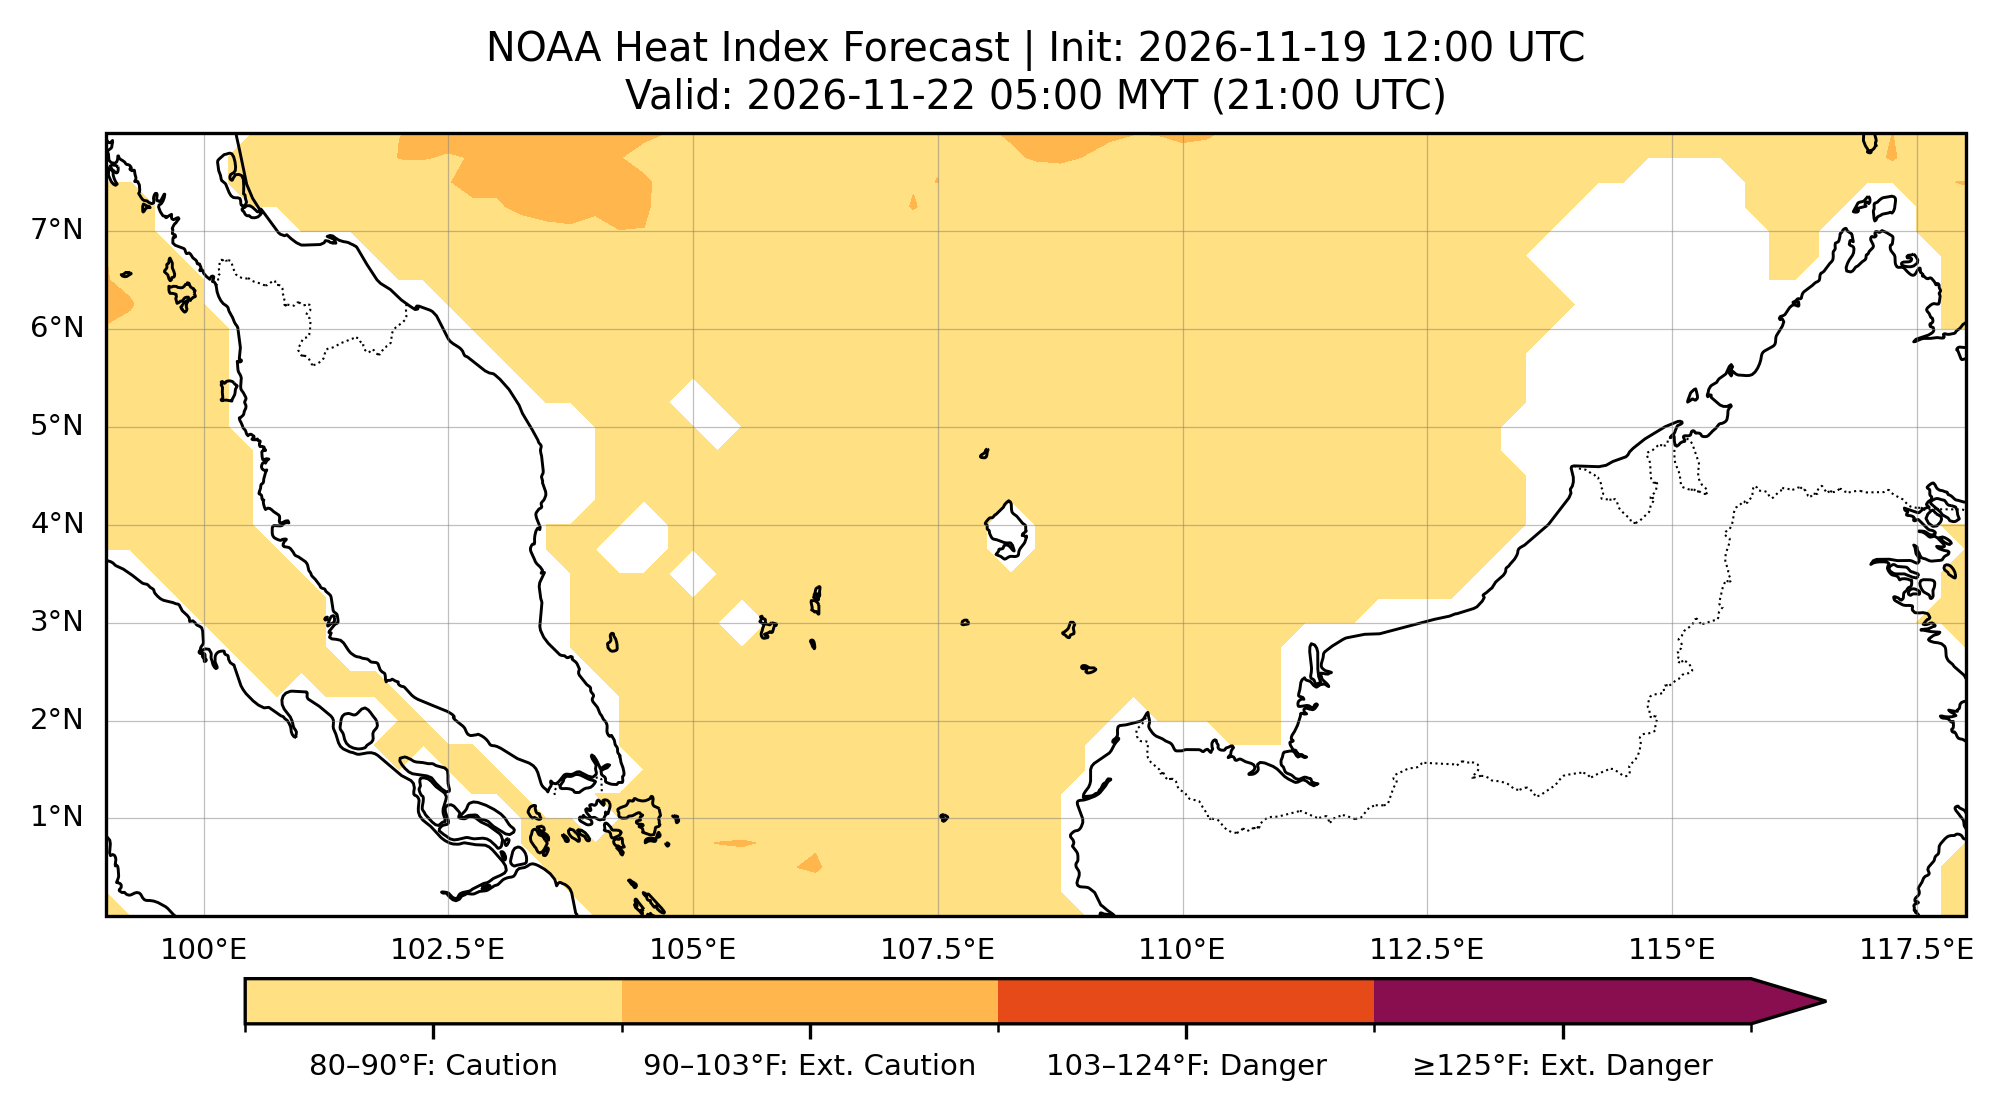 NOAA Heat Index Forecast | Init: 2026-11-19 12:00 UTC
Valid: 2026-11-22 05:00 MYT (21:00 UTC)
7°N
6°N
5°N
4°N
3°N
2°N
1°N
100°E 102.5°E 105°E 107.5°E 110°E 112.5°E 115°E 117.5°E
80–90°F: Caution 90–103°F: Ext. Caution 103–124°F: Danger ≥125°F: Ext. Danger